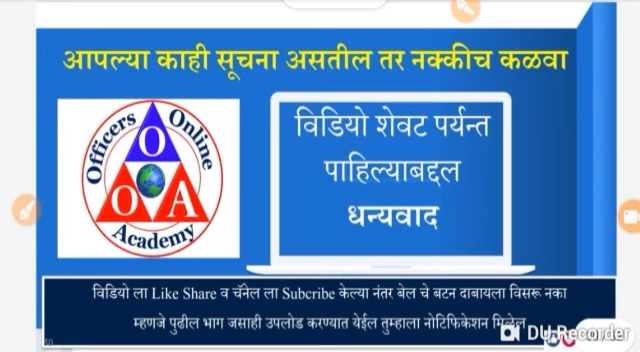 आपल्या काही सूचना असतील तर नक्कीच कळवा
Officers Online Academy
O
O A
विडियो शेवट पर्यन्त
पाहिल्याबद्दल
धन्यवाद
विडियो ला Like Share व चॅनेल ला Subcribe केल्या नंतर बेल चे बटन दाबायला विसरू नका
म्हणजे पुढील भाग जसाही उपलोड करण्यात येईल तुम्हाला नोटिफिकेशन मिळेल
DU Recorder